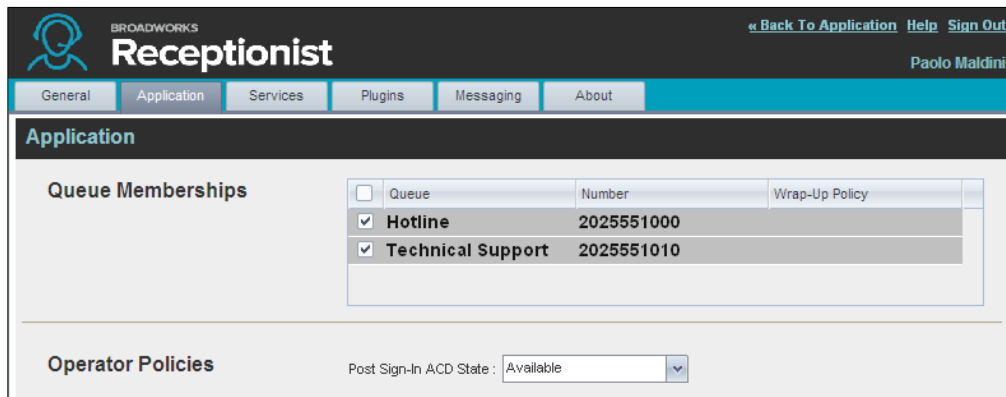 BROADWORKS
Receptionist
« Back To Application Help Sign Out
Paolo Maldini
General Application Services Plugins Messaging About
Application
Queue Memberships
Queue Number Wrap-Up Policy
Hotline 2025551000
Technical Support 2025551010
Operator Policies
Post Sign-In ACD State : Available